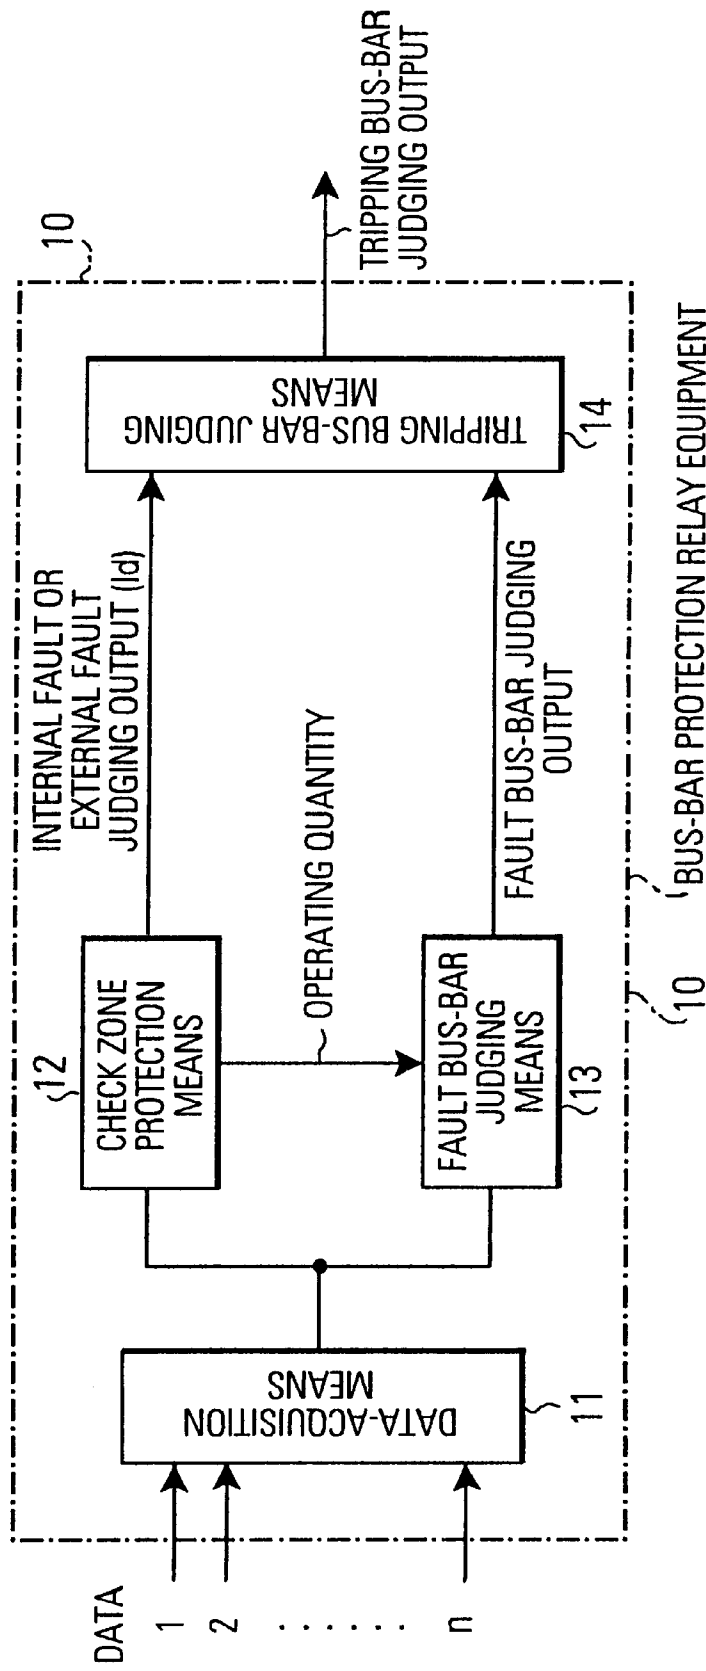 DATA
1
2
. . . . . . .
n
DATA-ACQUISITION
MEANS
11
12
CHECK ZONE
PROTECTION
MEANS
OPERATING QUANTITY
FAULT BUS-BAR
JUDGING
MEANS
13
INTERNAL FAULT OR
EXTERNAL FAULT
JUDGING OUTPUT (Id)
FAULT BUS-BAR JUDGING
OUTPUT
TRIPPING BUS-BAR JUDGING
MEANS
14
10
TRIPPING BUS-BAR
JUDGING OUTPUT
10
BUS-BAR PROTECTION RELAY EQUIPMENT